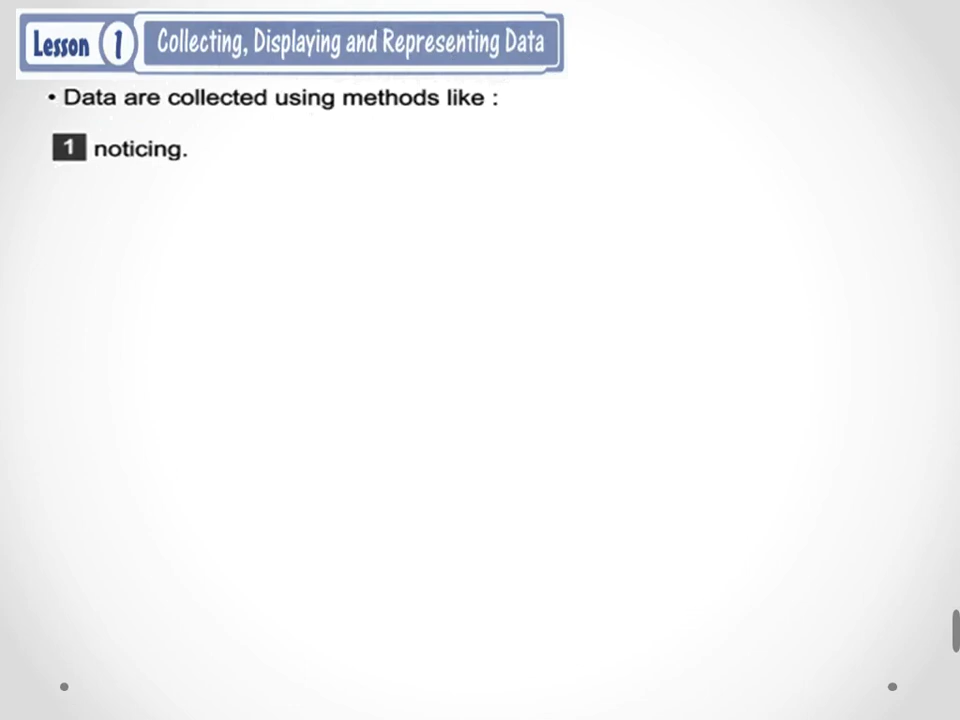 Lesson 1 Collecting, Displaying and Representing Data
• Data are collected using methods like :
1 noticing.